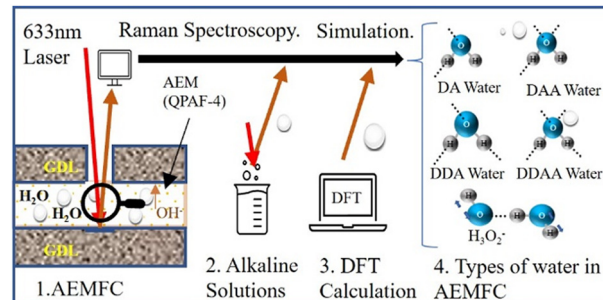 633nm
Laser
Raman Spectroscopy.
Simulation.
AEM
(QPAF-4)
GDL
H₂O
H₂O
OH⁻
GDL
1.AEMFC
2. Alkaline
Solutions
DFT
3. DFT
Calculation
O
H
H
DA Water
O
H
H
DAA Water
O
H
H
DDA Water
O
H
H
DDAA Water
H
O
H
O
H
H₃O₂⁻
4. Types of water in
AEMFC